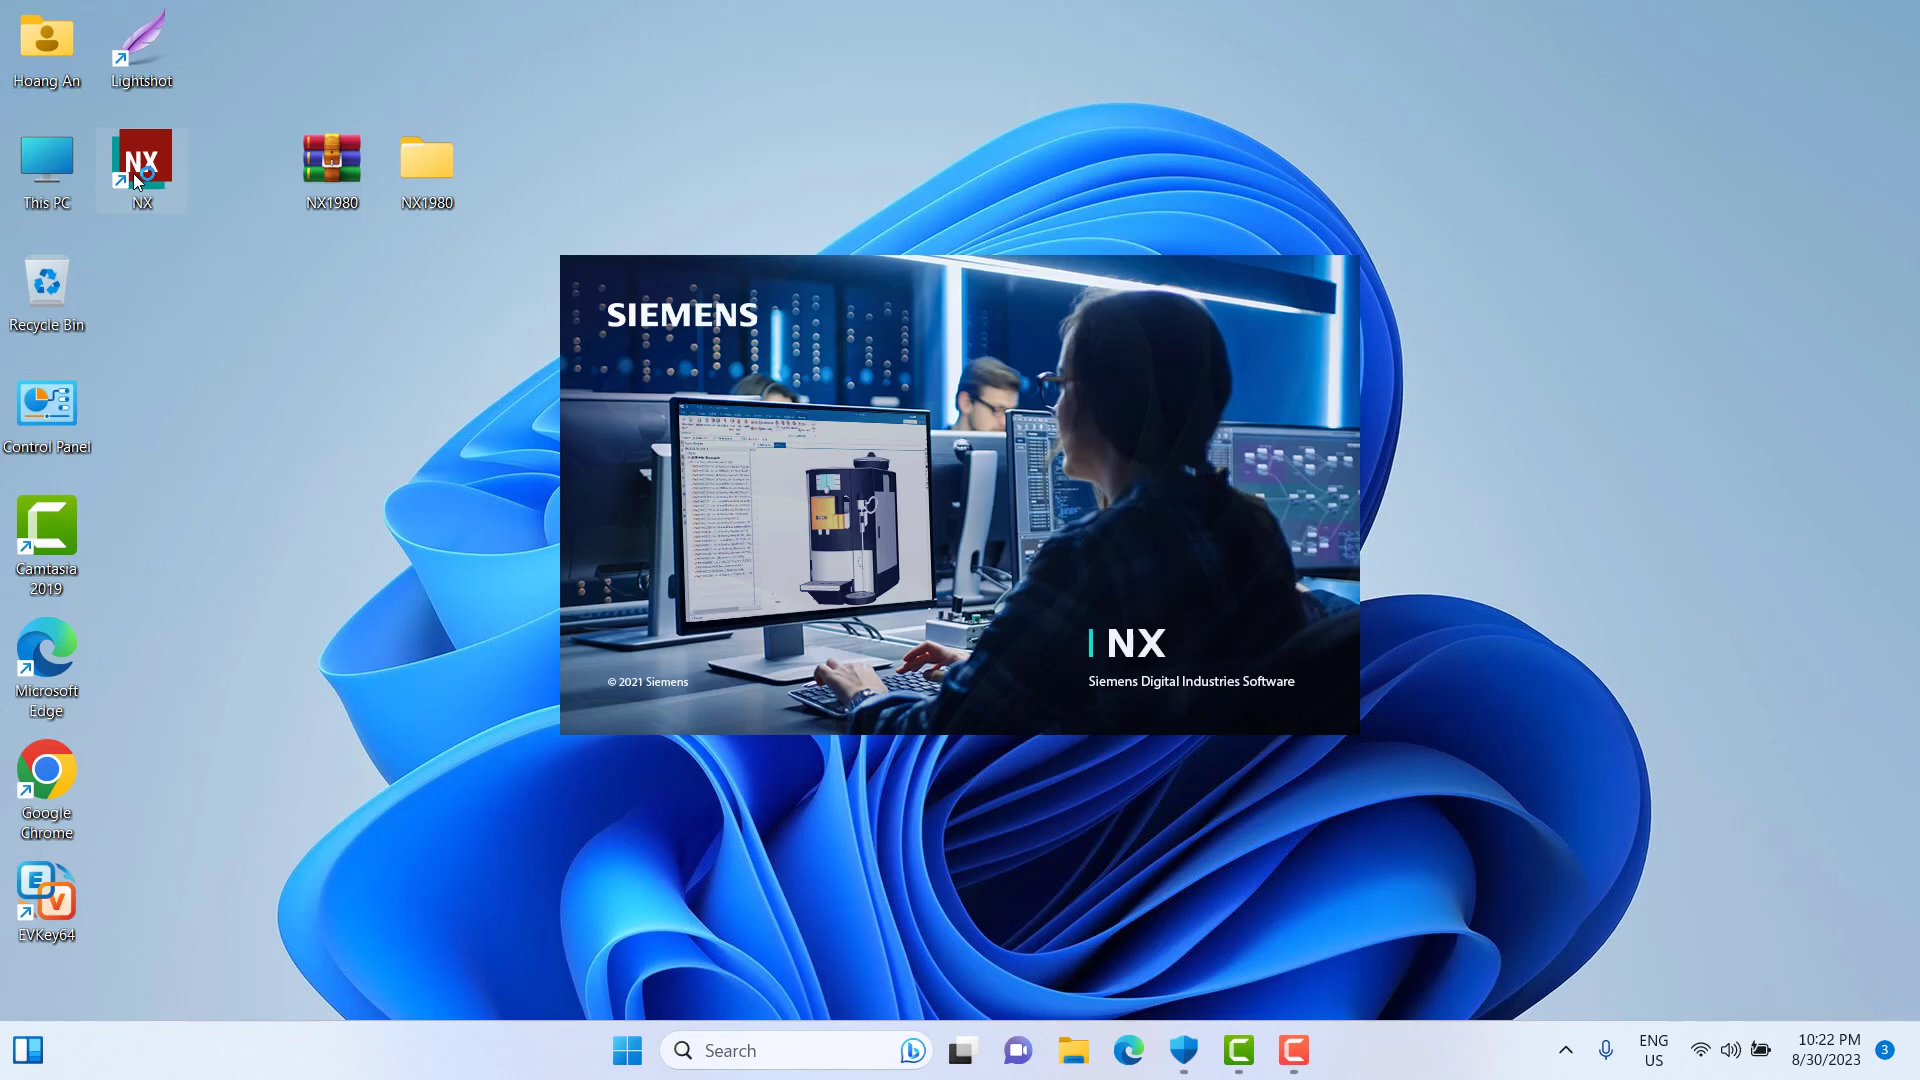 Hoang An
Lightshot
This PC
NX
NX
NX1980
NX1980
Recycle Bin
Control Panel
Camtasia
2019
Microsoft
Edge
Google
Chrome
E
V
EVKey64
SIEMENS
NX
Siemens Digital Industries Software
© 2021 Siemens
Search
ENG
US
10:22 PM
8/30/2023
3